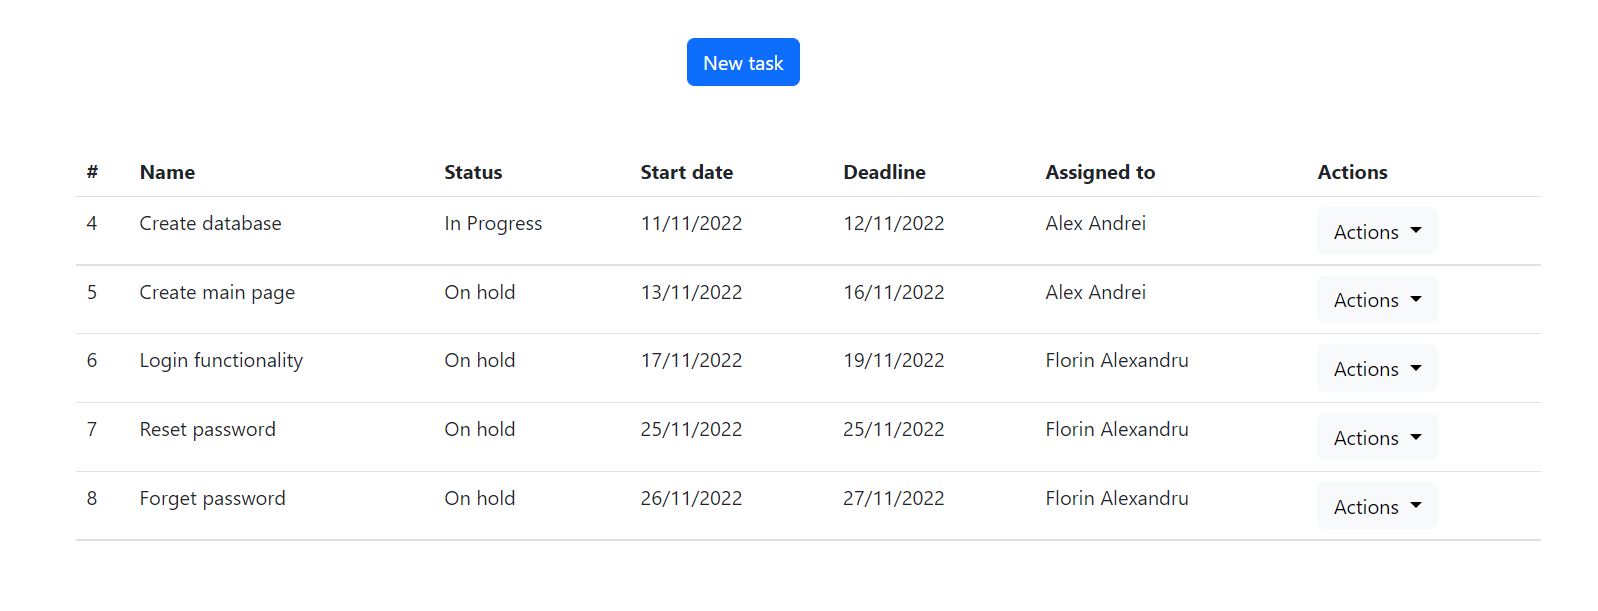 New task
# Name Status Start date Deadline Assigned to Actions
4 Create database In Progress 11/11/2022 12/11/2022 Alex Andrei Actions
5 Create main page On hold 13/11/2022 16/11/2022 Alex Andrei Actions
6 Login functionality On hold 17/11/2022 19/11/2022 Florin Alexandru Actions
7 Reset password On hold 25/11/2022 25/11/2022 Florin Alexandru Actions
8 Forget password On hold 26/11/2022 27/11/2022 Florin Alexandru Actions